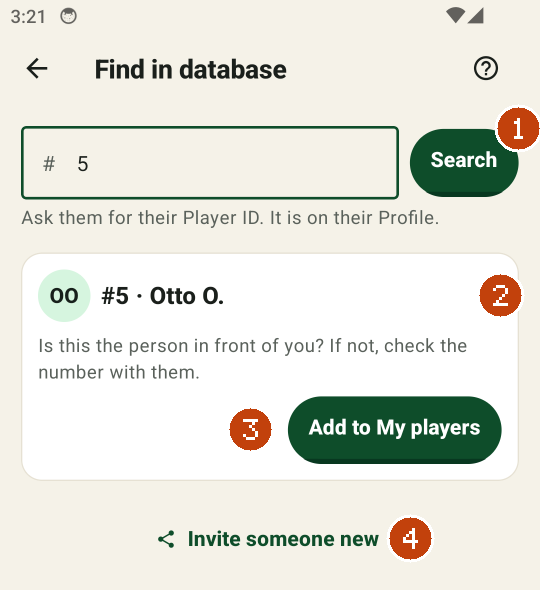 3:21
Find in database
# 5
Search
1
Ask them for their Player ID. It is on their Profile.
OO #5 · Otto O.
2
Is this the person in front of you? If not, check the
number with them.
3
Add to My players
Invite someone new
4